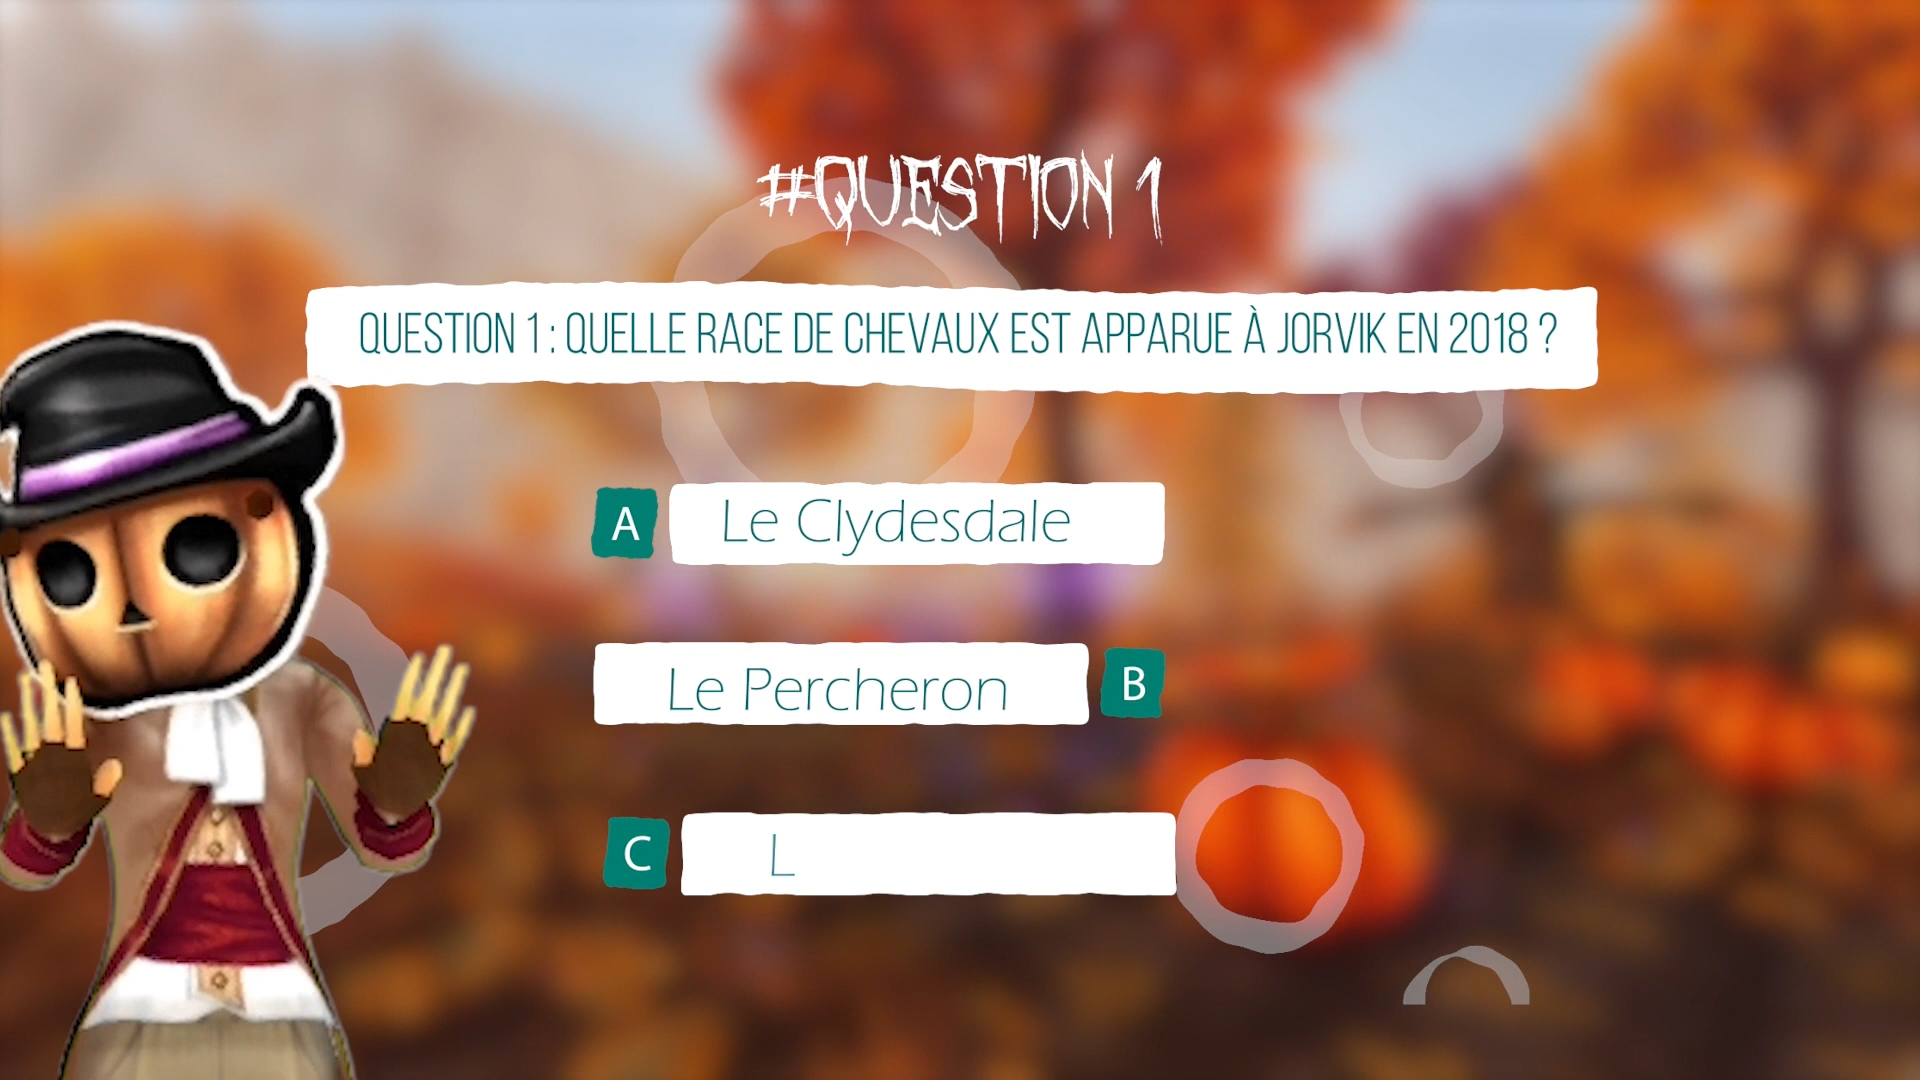 #QUESTION 1
QUESTION 1 : QUELLE RACE DE CHEVAUX EST APPARUE À JORVIK EN 2018 ?
A Le Clydesdale
Le Percheron B
C L